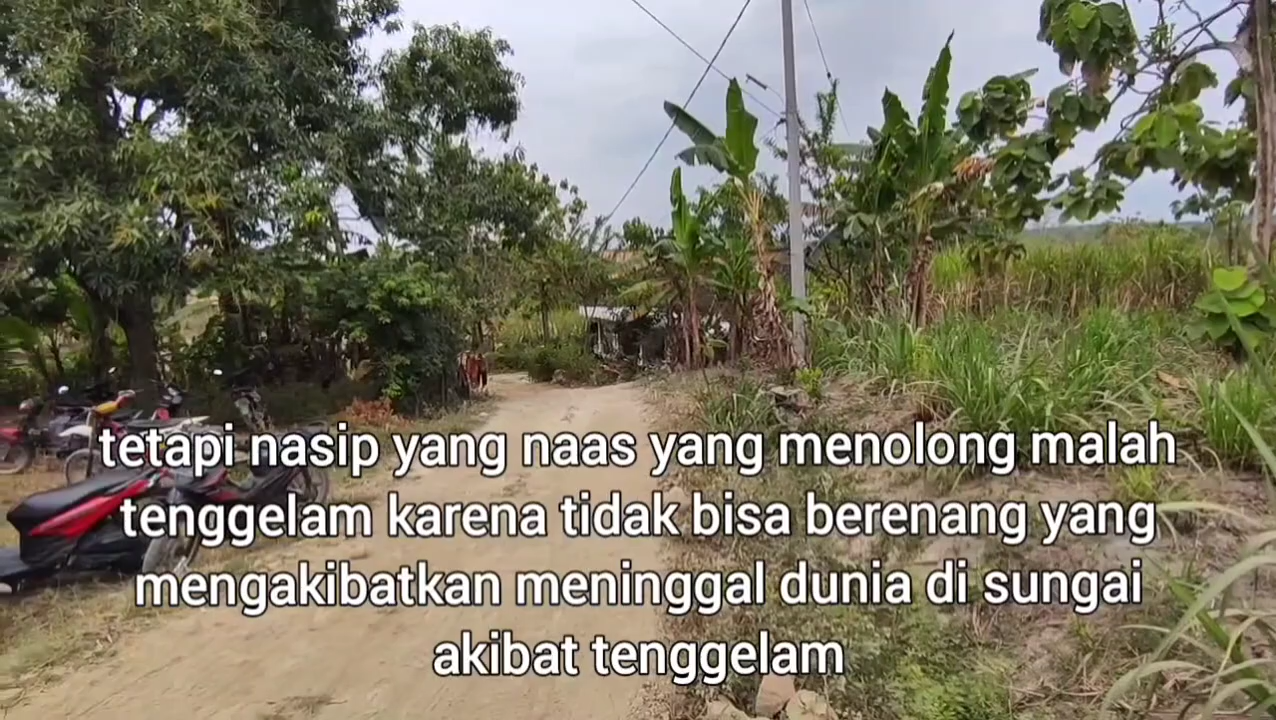 tetapi nasip yang naas yang menolong malah
tenggelam karena tidak bisa berenang yang
mengakibatkan meninggal dunia di sungai
akibat tenggelam